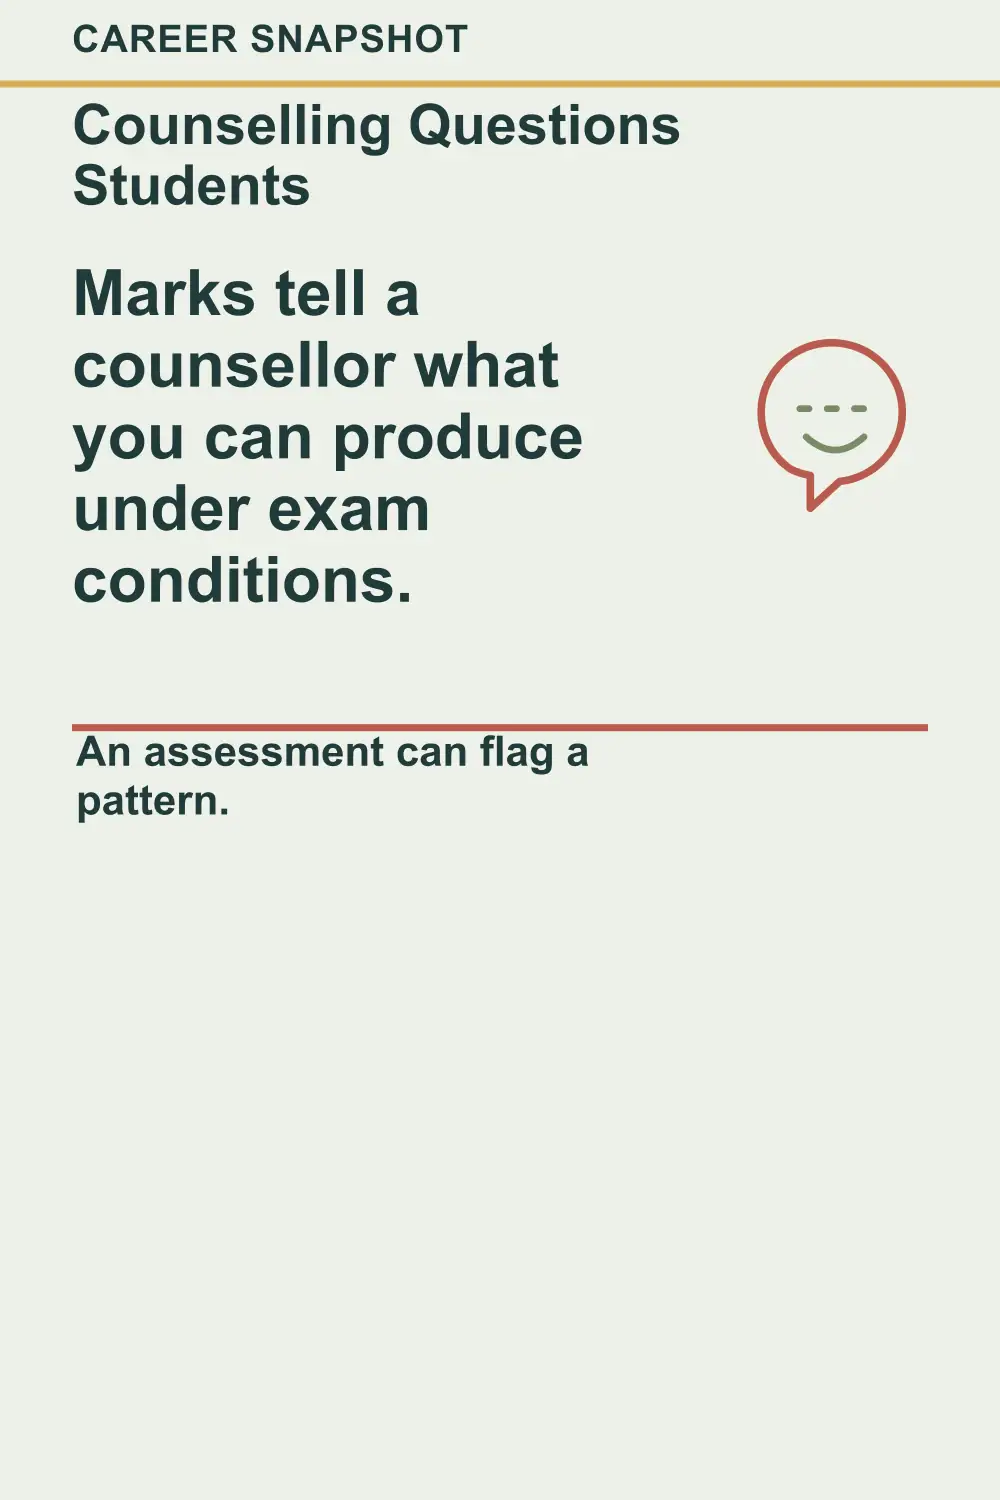 CAREER SNAPSHOT
Counselling Questions
Students
Marks tell a
counsellor what
you can produce
under exam
conditions.
An assessment can flag a
pattern.